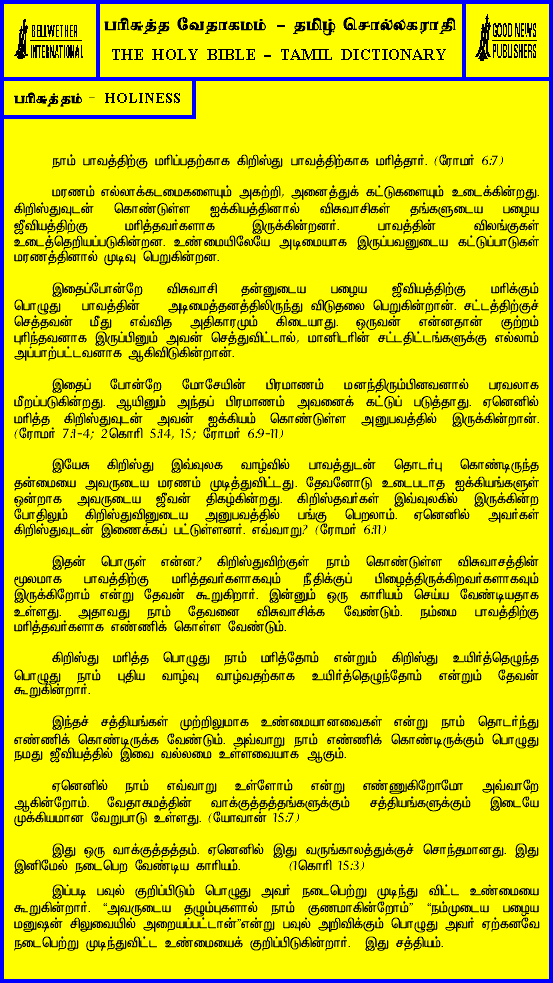 BELLWETHER
INTERNATIONAL
பரிசுத்த வேதாகமம் - தமிழ் சொல்லகராதி
THE HOLY BIBLE - TAMIL DICTIONARY
GOOD NEWS
PUBLISHERS
பரிசுத்தம் - HOLINESS
நாம் பாவத்திற்கு மரிப்பதற்காக கிறிஸ்து பாவத்திற்காக மரித்தார். (ரோமர் 6:7)
மரணம் எல்லாக்கடமைகளையும் அகற்றி, அனைத்துக் கட்டுகளையும் உடைக்கின்றது.
கிறிஸ்துவுடன் கொண்டுள்ள ஐக்கியத்தினால் விசுவாசிகள் தங்களுடைய பழைய
ஜீவியத்திற்கு மரித்தவர்களாக இருக்கின்றனர். பாவத்தின் விலங்குகள்
உடைத்தெறியப்படுகின்றன. உண்மையிலேயே அடிமையாக இருப்பவனுடைய கட்டுப்பாடுகள்
மரணத்தினால் முடிவு பெறுகின்றன.
இதைப்போன்றே விசுவாசி தன்னுடைய பழைய ஜீவியத்திற்கு மரிக்கும்
பொழுது பாவத்தின் அடிமைத்தனத்திலிருந்து விடுதலை பெறுகின்றான். சட்டத்திற்குச்
செத்தவன் மீது எவ்வித அதிகாரமும் கிடையாது. ஒருவன் என்னதான் குற்றம்
புரிந்தவனாக இருப்பினும் அவன் செத்துவிட்டால், மானிடரின் சட்டதிட்டங்களுக்கு எல்லாம்
அப்பாற்பட்டவனாக ஆகிவிடுகின்றான்.
இதைப் போன்றே மோசேயின் பிரமாணம் மனந்திரும்பினவனால் பரவலாக
மீறப்படுகின்றது. ஆயினும் அந்தப் பிரமாணம் அவனைக் கட்டுப் படுத்தாது. ஏனெனில்
மரித்த கிறிஸ்துவுடன் அவன் ஐக்கியம் கொண்டுள்ள அனுபவத்தில் இருக்கின்றான்.
(ரோமர் 7:1-4; 2கொரி 5:14, 15; ரோமர் 6:9-11)
இயேசு கிறிஸ்து இவ்வுலக வாழ்வில் பாவத்துடன் தொடர்பு கொண்டிருந்த
தன்மையை அவருடைய மரணம் முடித்துவிட்டது. தேவனோடு உடைபடாத ஐக்கியங்களுள்
ஒன்றாக அவருடைய ஜீவன் திகழ்கின்றது. கிறிஸ்தவர்கள் இவ்வுலகில் இருக்கின்ற
போதிலும் கிறிஸ்துவினுடைய அனுபவத்தில் பங்கு பெறலாம். ஏனெனில் அவர்கள்
கிறிஸ்துவுடன் இணைக்கப் பட்டுள்ளனர். எவ்வாறு? (ரோமர் 6:11)
இதன் பொருள் என்ன? கிறிஸ்துவிற்குள் நாம் கொண்டுள்ள விசுவாசத்தின்
மூலமாக பாவத்திற்கு மரித்தவர்களாகவும் நீதிக்குப் பிழைத்திருக்கிறவர்களாகவும்
இருக்கிறோம் என்று தேவன் கூறுகிறார். இன்னும் ஒரு காரியம் செய்ய வேண்டியதாக
உள்ளது. அதாவது நாம் தேவனை விசுவாசிக்க வேண்டும். நம்மை பாவத்திற்கு
மரித்தவர்களாக எண்ணிக் கொள்ள வேண்டும்.
கிறிஸ்து மரித்த பொழுது நாம் மரித்தோம் என்றும் கிறிஸ்து உயிர்த்தெழுந்த
பொழுது நாம் புதிய வாழ்வு வாழ்வதற்காக உயிர்த்தெழுந்தோம் என்றும் தேவன்
கூறுகின்றார்.
இந்தச் சத்தியங்கள் முற்றிலுமாக உண்மையானவைகள் என்று நாம் தொடர்ந்து
எண்ணிக் கொண்டிருக்க வேண்டும். அவ்வாறு நாம் எண்ணிக் கொண்டிருக்கும் பொழுது
நமது ஜீவியத்தில் இவை வல்லமை உள்ளவையாக ஆகும்.
ஏனெனில் நாம் எவ்வாறு உள்ளோம் என்று எண்ணுகிறோமோ அவ்வாறே
ஆகின்றோம். வேதாகமத்தின் வாக்குத்தத்தங்களுக்கும் சத்தியங்களுக்கும் இடையே
முக்கியமான வேறுபாடு உள்ளது. (யோவான் 15:7)
இது ஒரு வாக்குத்தத்தம். ஏனெனில் இது வருங்காலத்துக்குச் சொந்தமானது. இது
இனிமேல் நடைபெற வேண்டிய காரியம். (1கொரி 15:3)
இப்படி பவுல் குறிப்பிடும் பொழுது அவர் நடைபெற்று முடிந்து விட்ட உண்மையை
கூறுகின்றார். “அவருடைய தழும்புகளால் நாம் குணமாகின்றோம்” “நம்முடைய பழைய
மனுஷன் சிலுவையில் அறையப்பட்டான்”என்று பவுல் அறிவிக்கும் பொழுது அவர் ஏற்கனவே
நடைபெற்று முடிந்துவிட்ட உண்மையைக் குறிப்பிடுகின்றார். இது சத்தியம்.